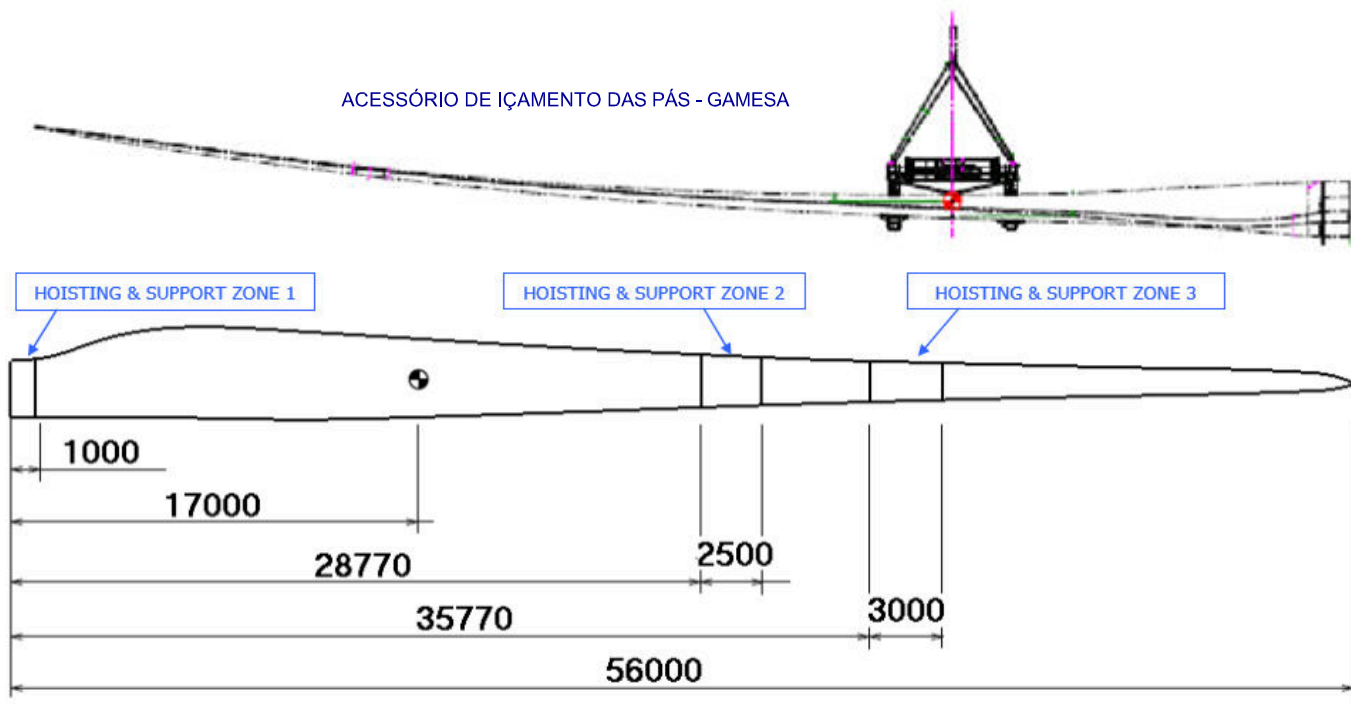 ACESSÓRIO DE IÇAMENTO DAS PÁS - GAMESA
HOISTING & SUPPORT ZONE 1
HOISTING & SUPPORT ZONE 2
HOISTING & SUPPORT ZONE 3
1000
17000
28770
2500
35770
3000
56000